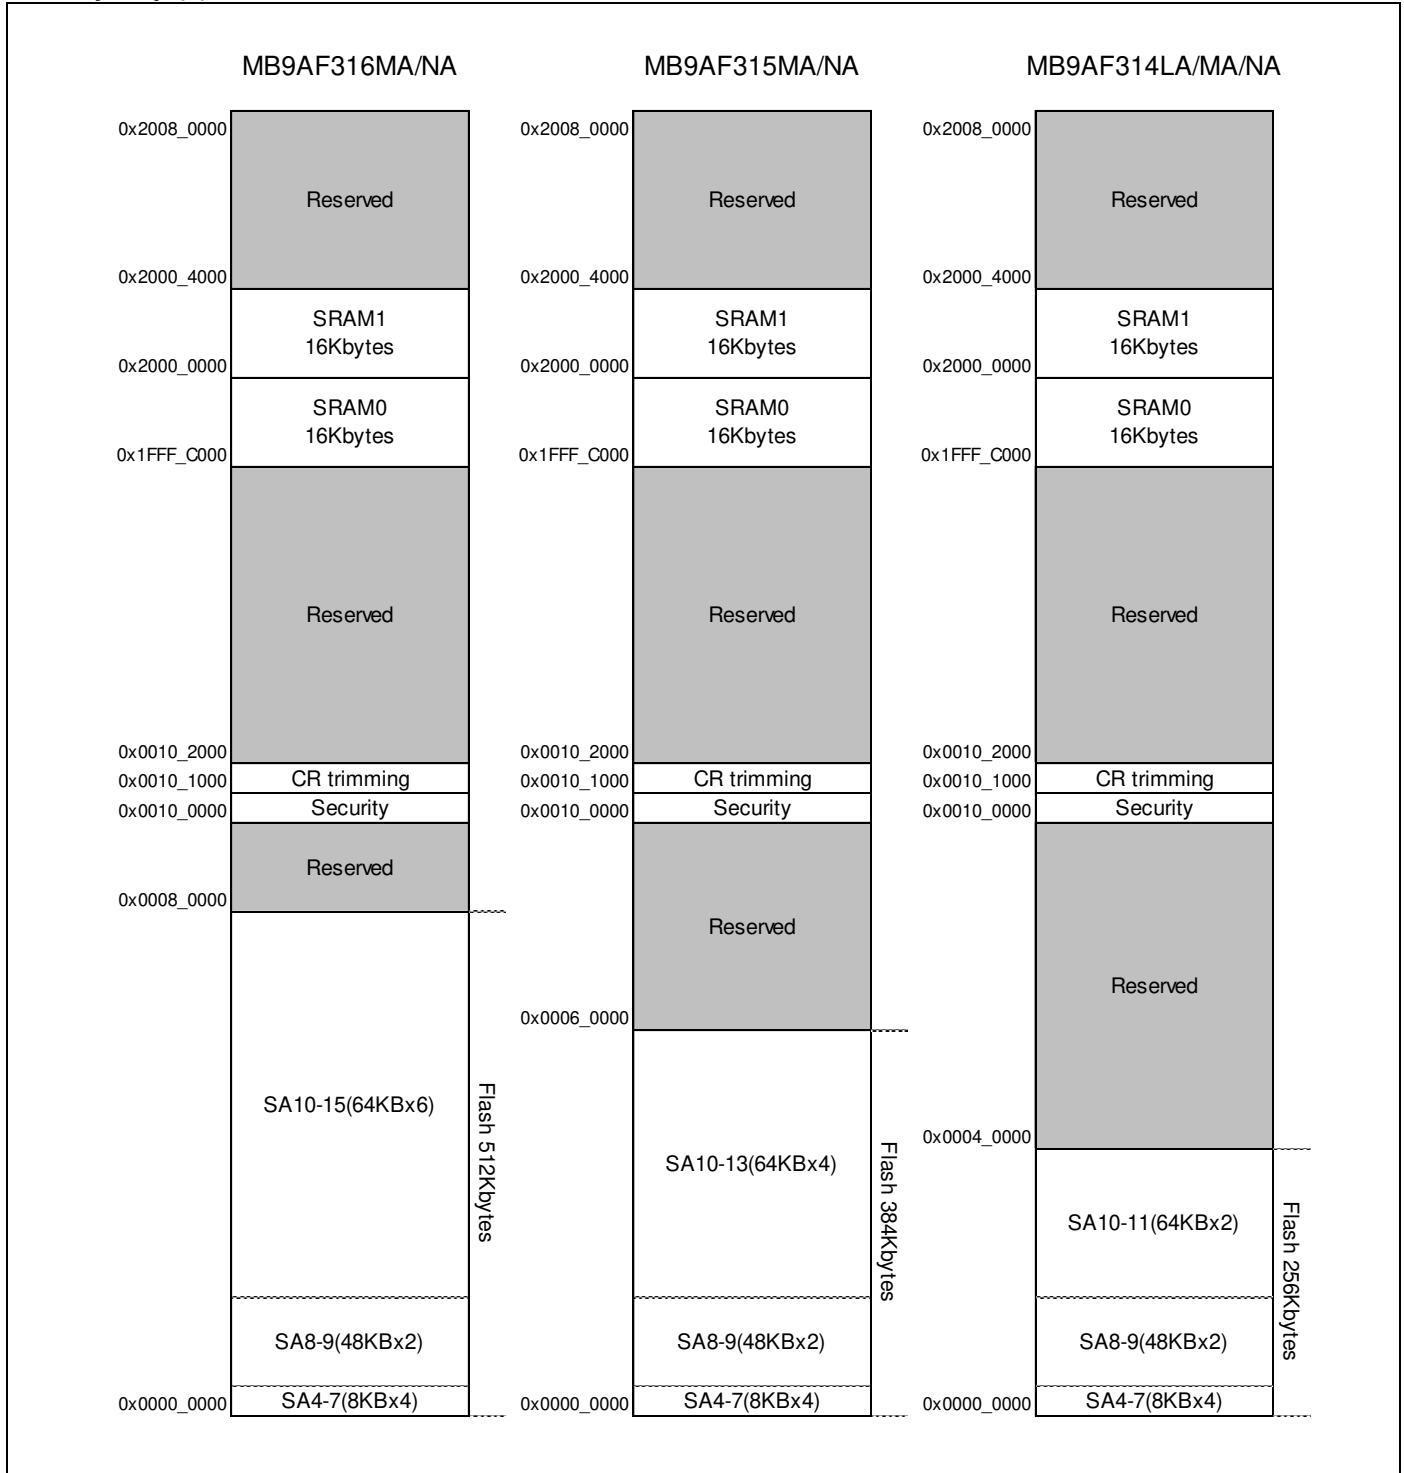 MB9AF316MA/NA
0x2008_0000
Reserved
0x2000_4000
SRAM1
16Kbytes
0x2000_0000
SRAM0
16Kbytes
0x1FFF_C000
Reserved
0x0010_2000
CR trimming
0x0010_1000
Security
0x0010_0000
Reserved
0x0008_0000
SA10-15(64KBx6)
Flash 512Kbytes
SA8-9(48KBx2)
SA4-7(8KBx4)
0x0000_0000
MB9AF315MA/NA
0x2008_0000
Reserved
0x2000_4000
SRAM1
16Kbytes
0x2000_0000
SRAM0
16Kbytes
0x1FFF_C000
Reserved
0x0010_2000
CR trimming
0x0010_1000
Security
0x0010_0000
Reserved
0x0006_0000
SA10-13(64KBx4)
Flash 384Kbytes
SA8-9(48KBx2)
SA4-7(8KBx4)
0x0000_0000
MB9AF314LA/MA/NA
0x2008_0000
Reserved
0x2000_4000
SRAM1
16Kbytes
0x2000_0000
SRAM0
16Kbytes
0x1FFF_C000
Reserved
0x0010_2000
CR trimming
0x0010_1000
Security
0x0010_0000
Reserved
0x0004_0000
SA10-11(64KBx2)
Flash 256Kbytes
SA8-9(48KBx2)
SA4-7(8KBx4)
0x0000_0000